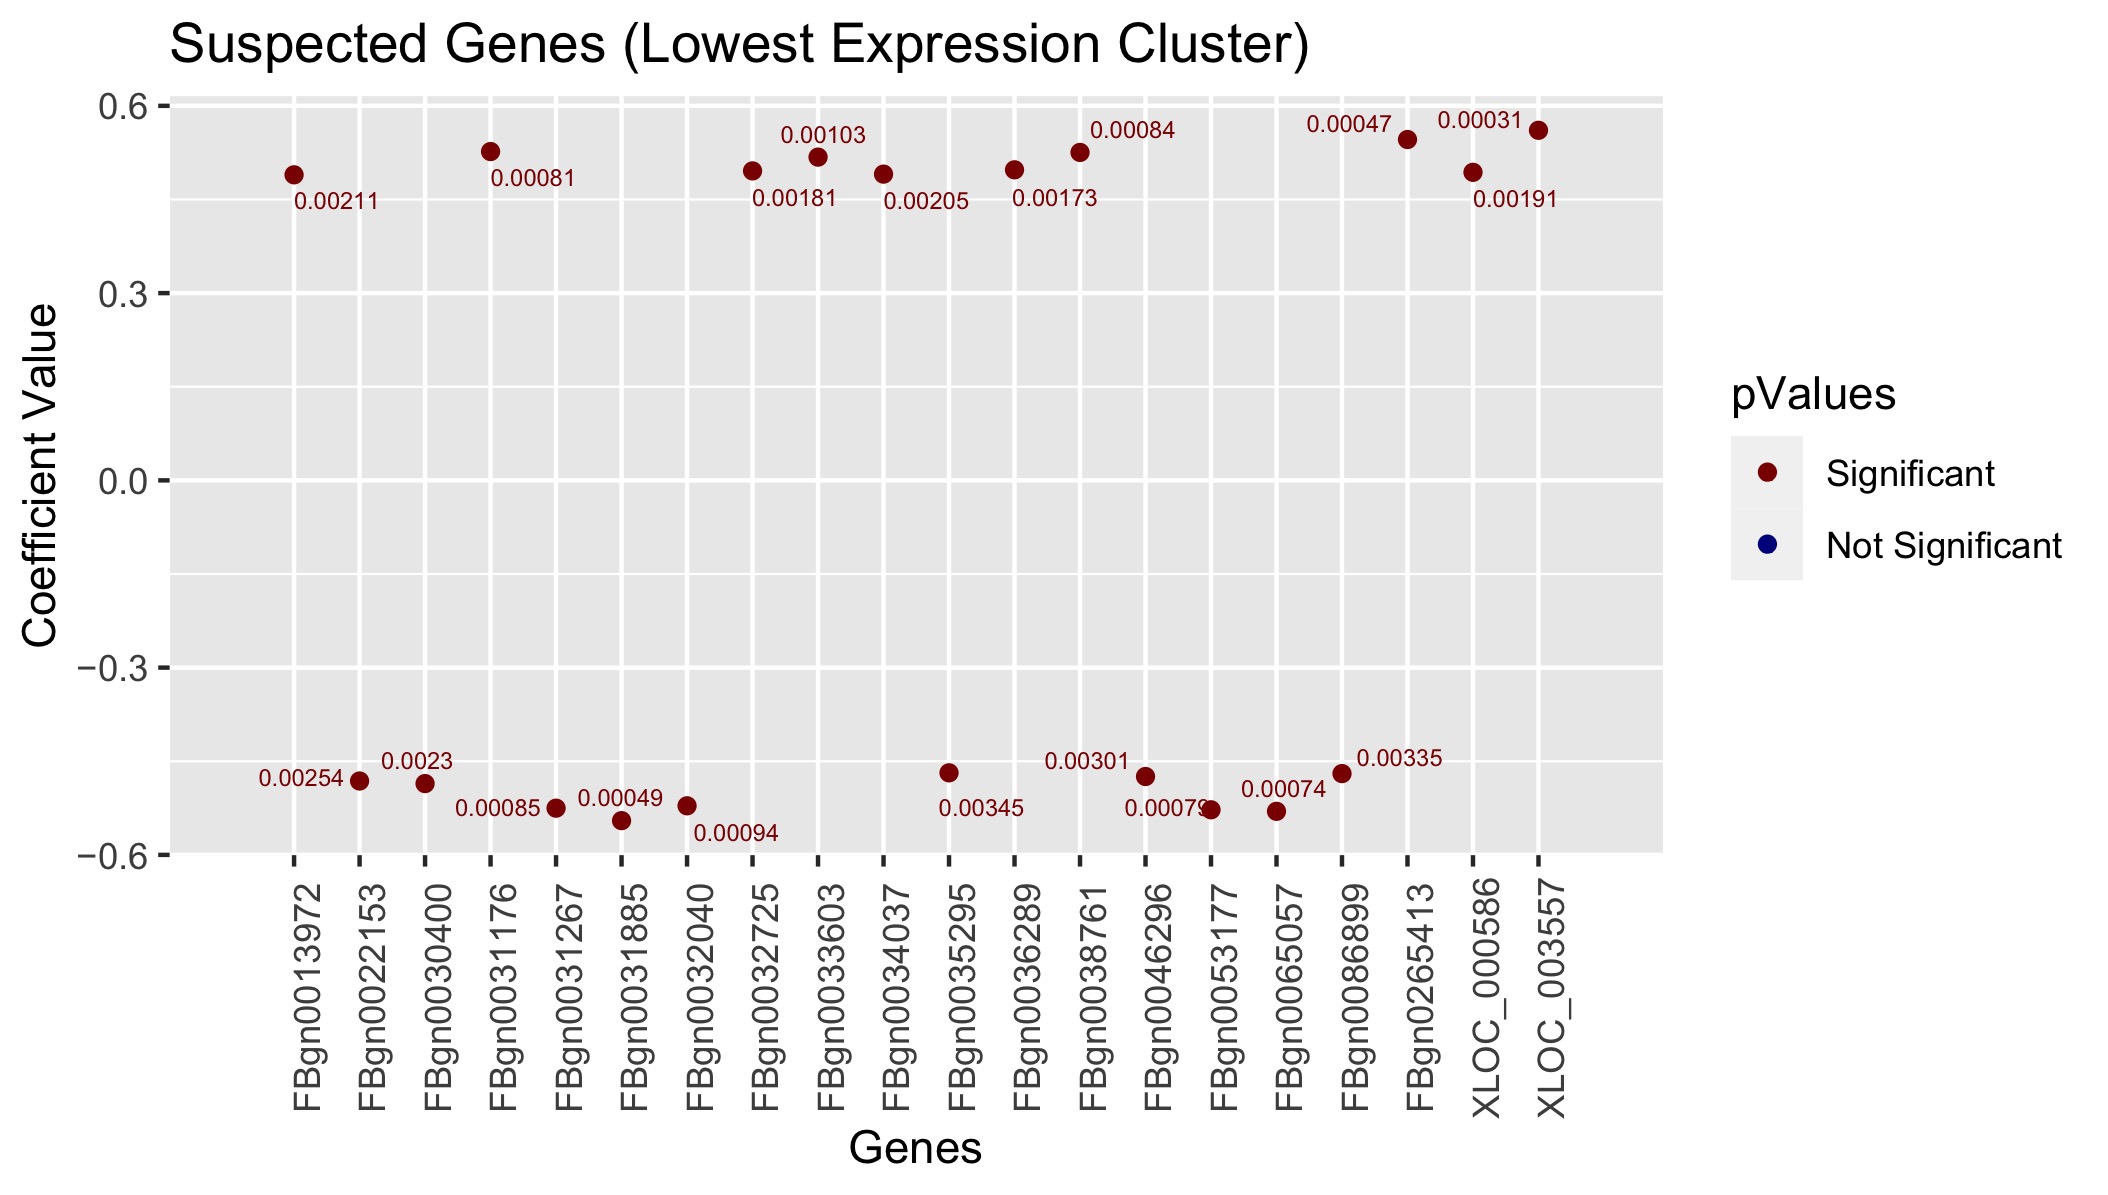 Suspected Genes (Lowest Expression Cluster)
Coefficient Value
0.6
0.3
0.0
−0.3
−0.6
0.00211
0.00254
0.0023
0.00081
0.00085
0.00049
0.00094
0.00181
0.00103
0.00205
0.00345
0.00173
0.00084
0.00301
0.00079
0.00074
0.00335
0.00047
0.00191
0.00031
FBgn0013972
FBgn0022153
FBgn0030400
FBgn0031176
FBgn0031267
FBgn0031885
FBgn0032040
FBgn0032725
FBgn0033603
FBgn0034037
FBgn0035295
FBgn0036289
FBgn0038761
FBgn0046296
FBgn0053177
FBgn0065057
FBgn0086899
FBgn0265413
XLOC_000586
XLOC_003557
Genes
pValues
Significant
Not Significant